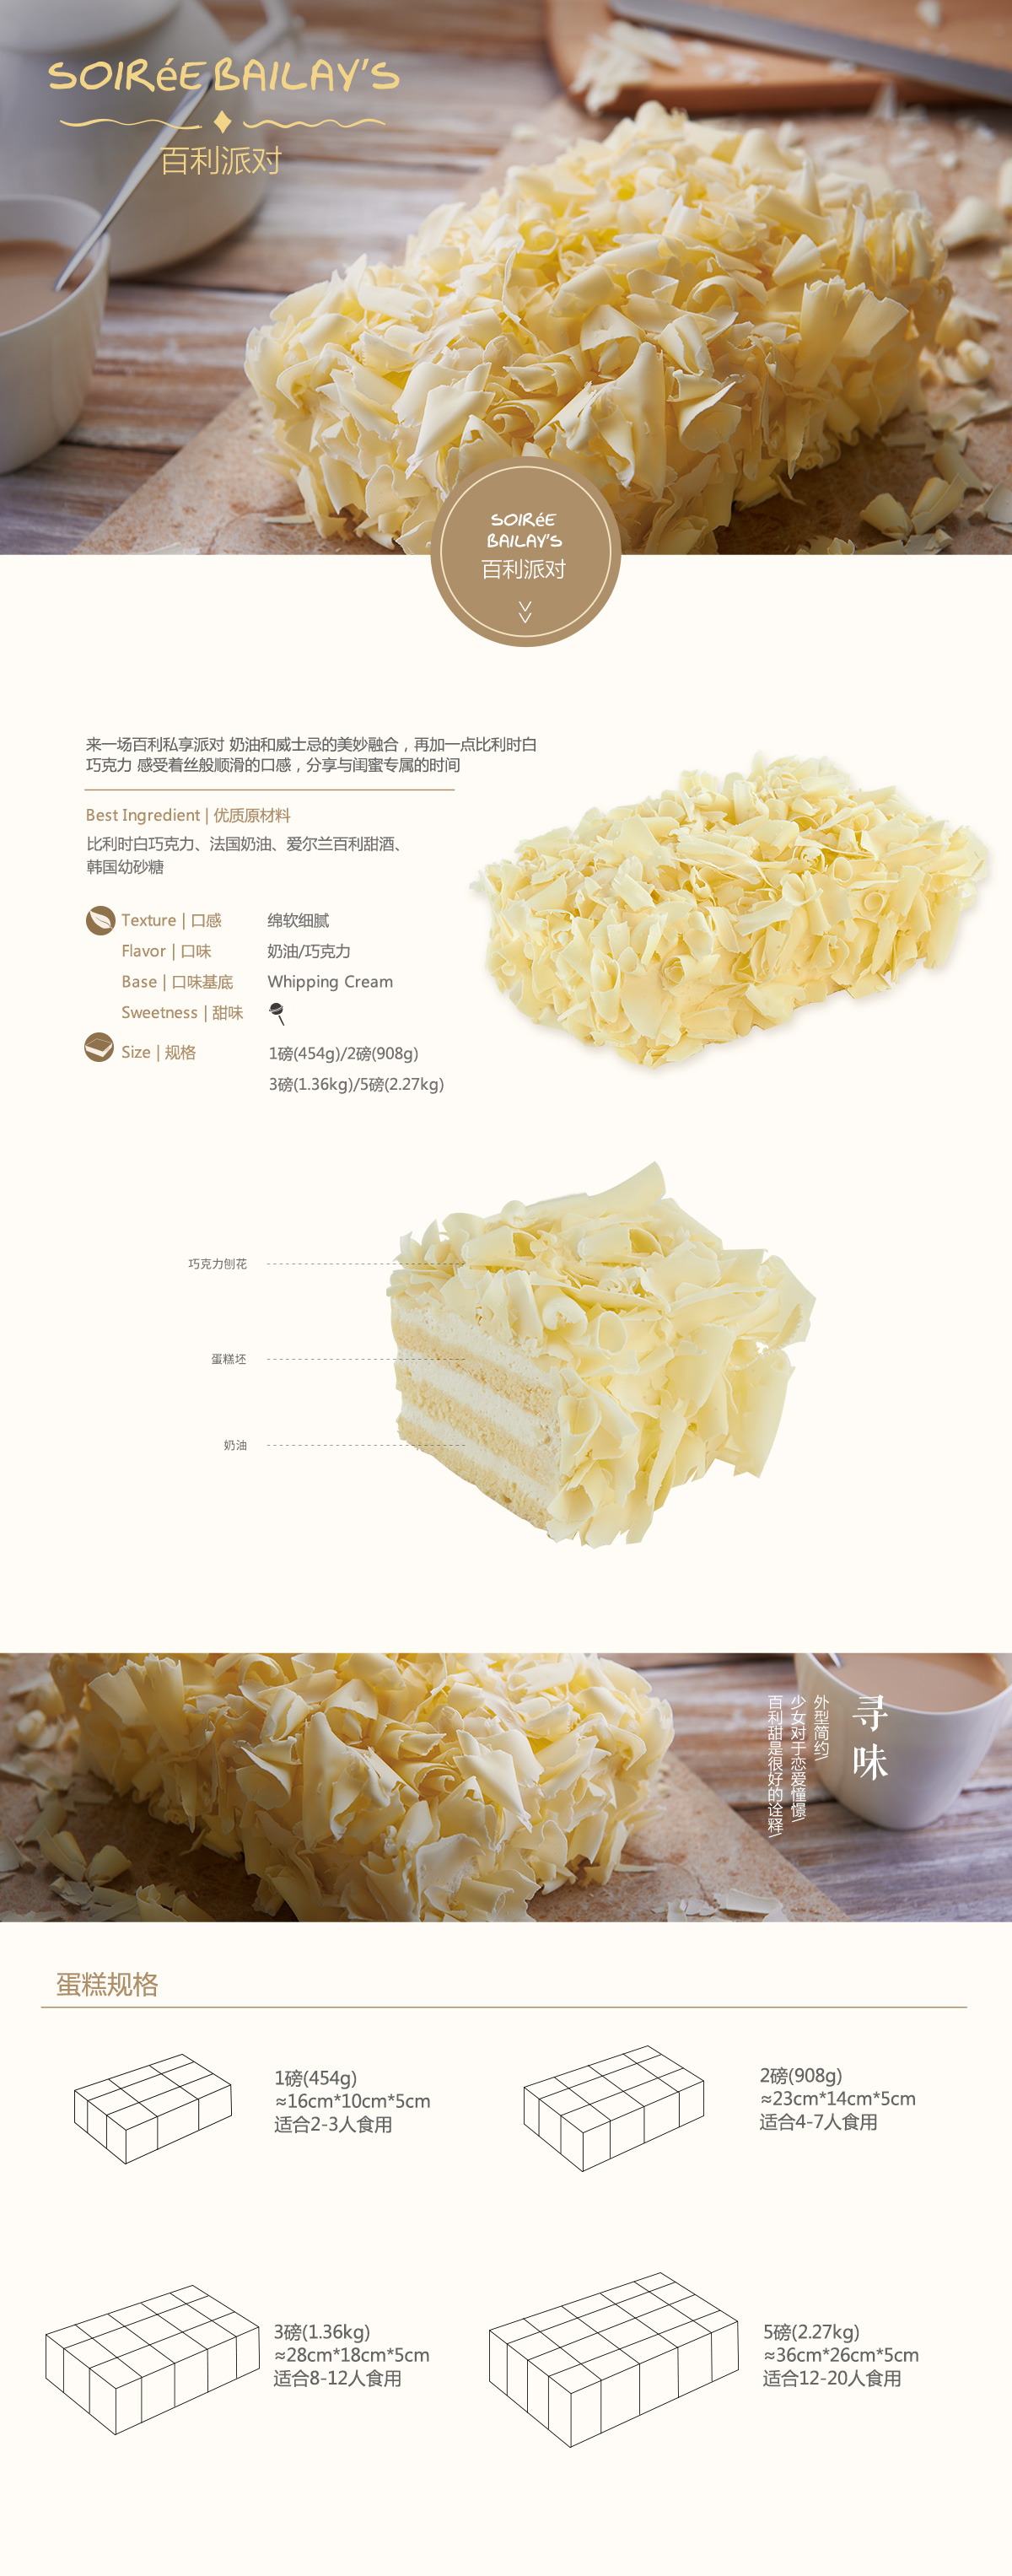 SOIRéE BAILAY'S
百利派对
SOIRéE
BAILAY'S
百利派对
来一场百利私享派对 奶油和威士忌的美妙融合，再加一点比利时白
巧克力 感受着丝般顺滑的口感，分享与闺蜜专属的时间
Best Ingredient | 优质原材料
比利时白巧克力、法国奶油、爱尔兰百利甜酒、
韩国幼砂糖
Texture | 口感 绵软细腻
Flavor | 口味 奶油/巧克力
Base | 口味基底 Whipping Cream
Sweetness | 甜味
Size | 规格 1磅(454g)/2磅(908g)
3磅(1.36kg)/5磅(2.27kg)
巧克力刨花
蛋糕坯
奶油
寻味
外型简约/
少女对于恋爱憧憬/
百利甜是很好的诠释/
蛋糕规格
1磅(454g)
≈16cm*10cm*5cm
适合2-3人食用
2磅(908g)
≈23cm*14cm*5cm
适合4-7人食用
3磅(1.36kg)
≈28cm*18cm*5cm
适合8-12人食用
5磅(2.27kg)
≈36cm*26cm*5cm
适合12-20人食用